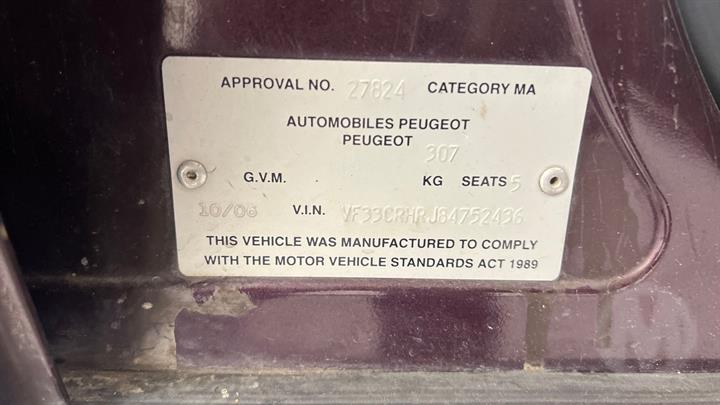 APPROVAL NO. 27824 CATEGORY MA
AUTOMOBILES PEUGEOT
PEUGEOT 307
G.V.M. KG SEATS 5
10/06 V.I.N. VF33CRHRJ84752436
THIS VEHICLE WAS MANUFACTURED TO COMPLY
WITH THE MOTOR VEHICLE STANDARDS ACT 1989